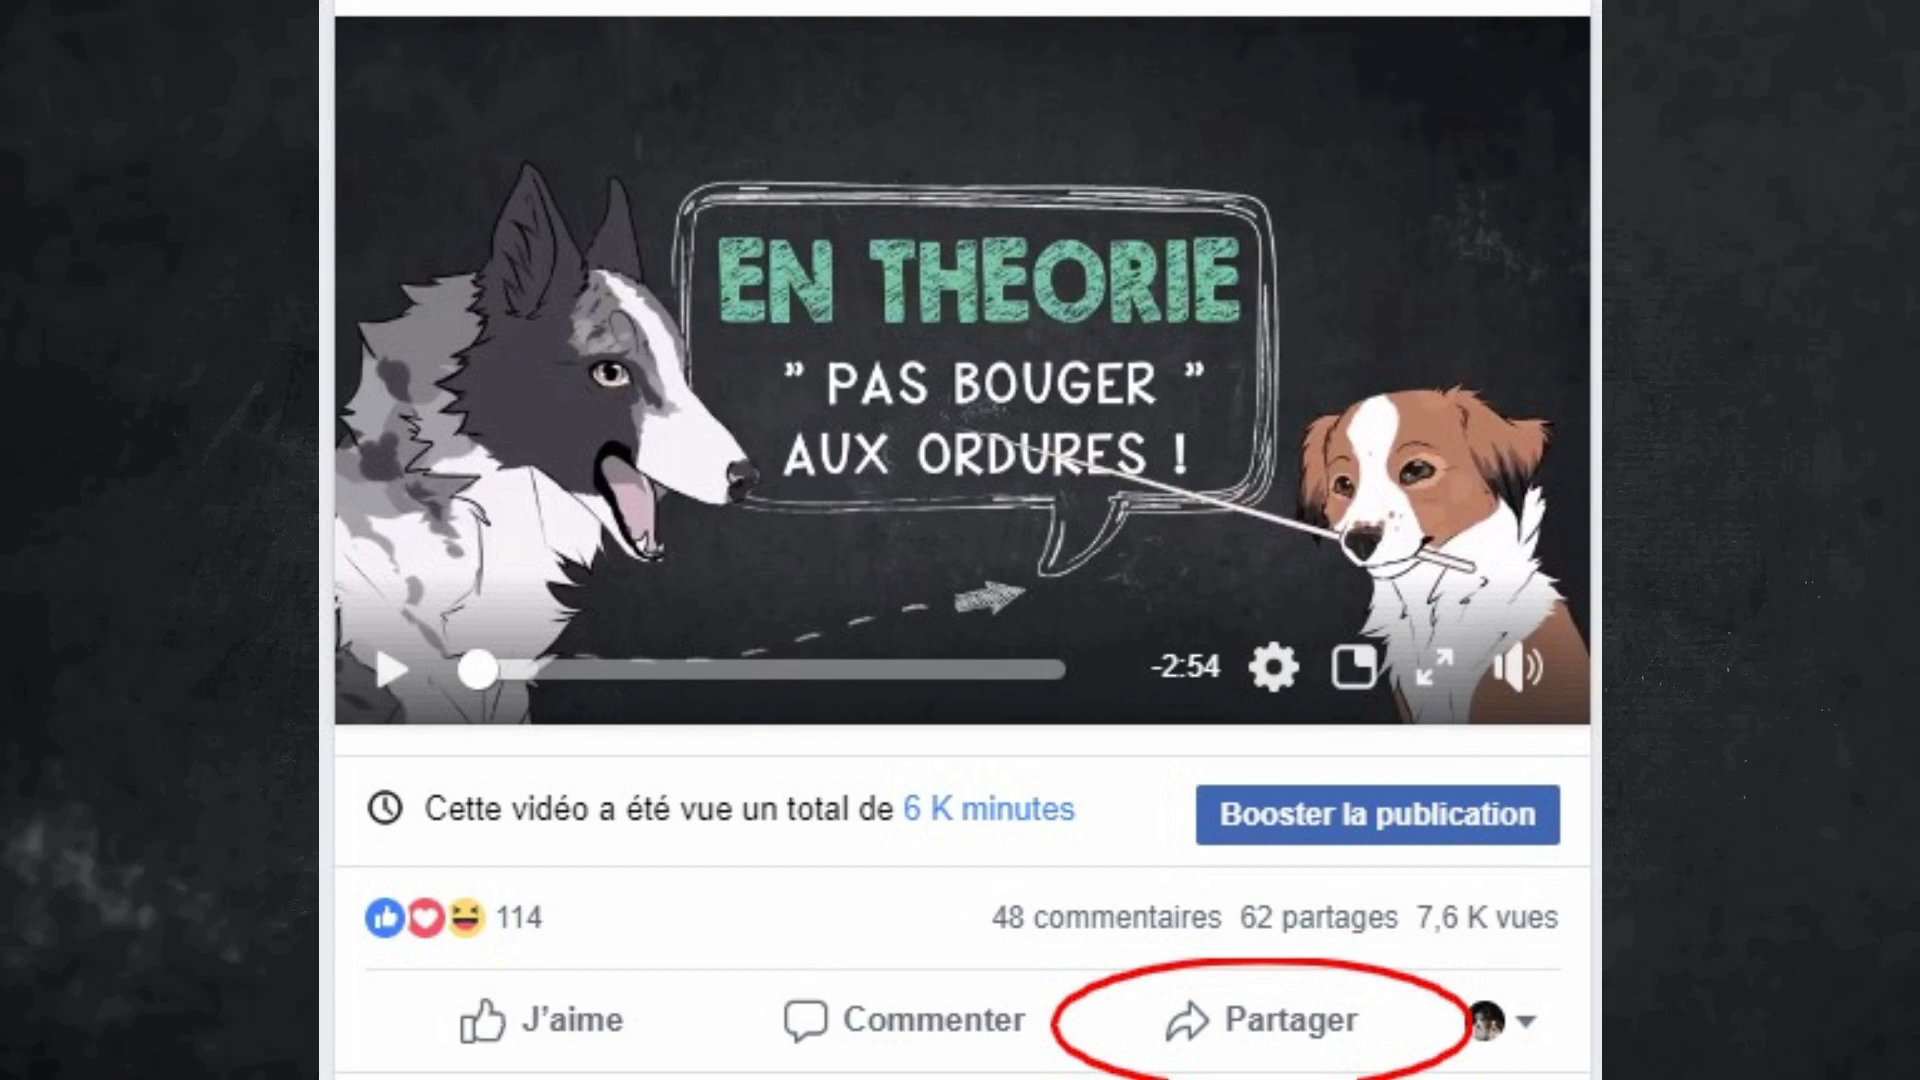 EN THEORIE
” PAS BOUGER ”
AUX ORDURES !
-2:54
Cette vidéo a été vue un total de 6 K minutes
Booster la publication
114
48 commentaires 62 partages 7,6 K vues
J’aime
Commenter
Partager